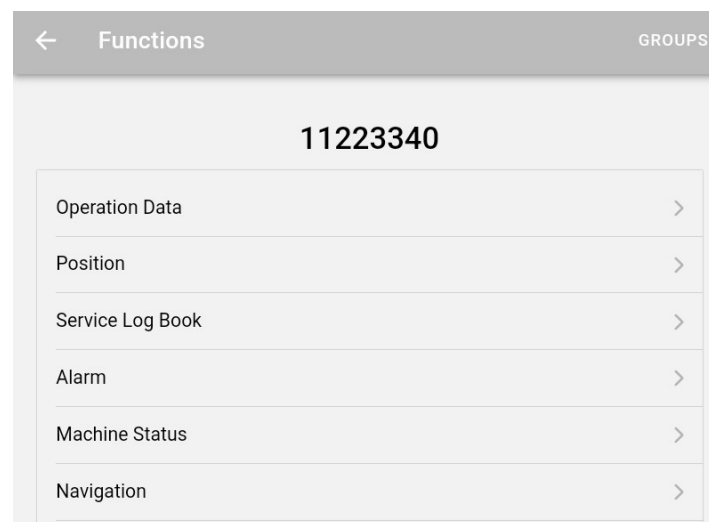 Functions
GROUPS
11223340
Operation Data
Position
Service Log Book
Alarm
Machine Status
Navigation